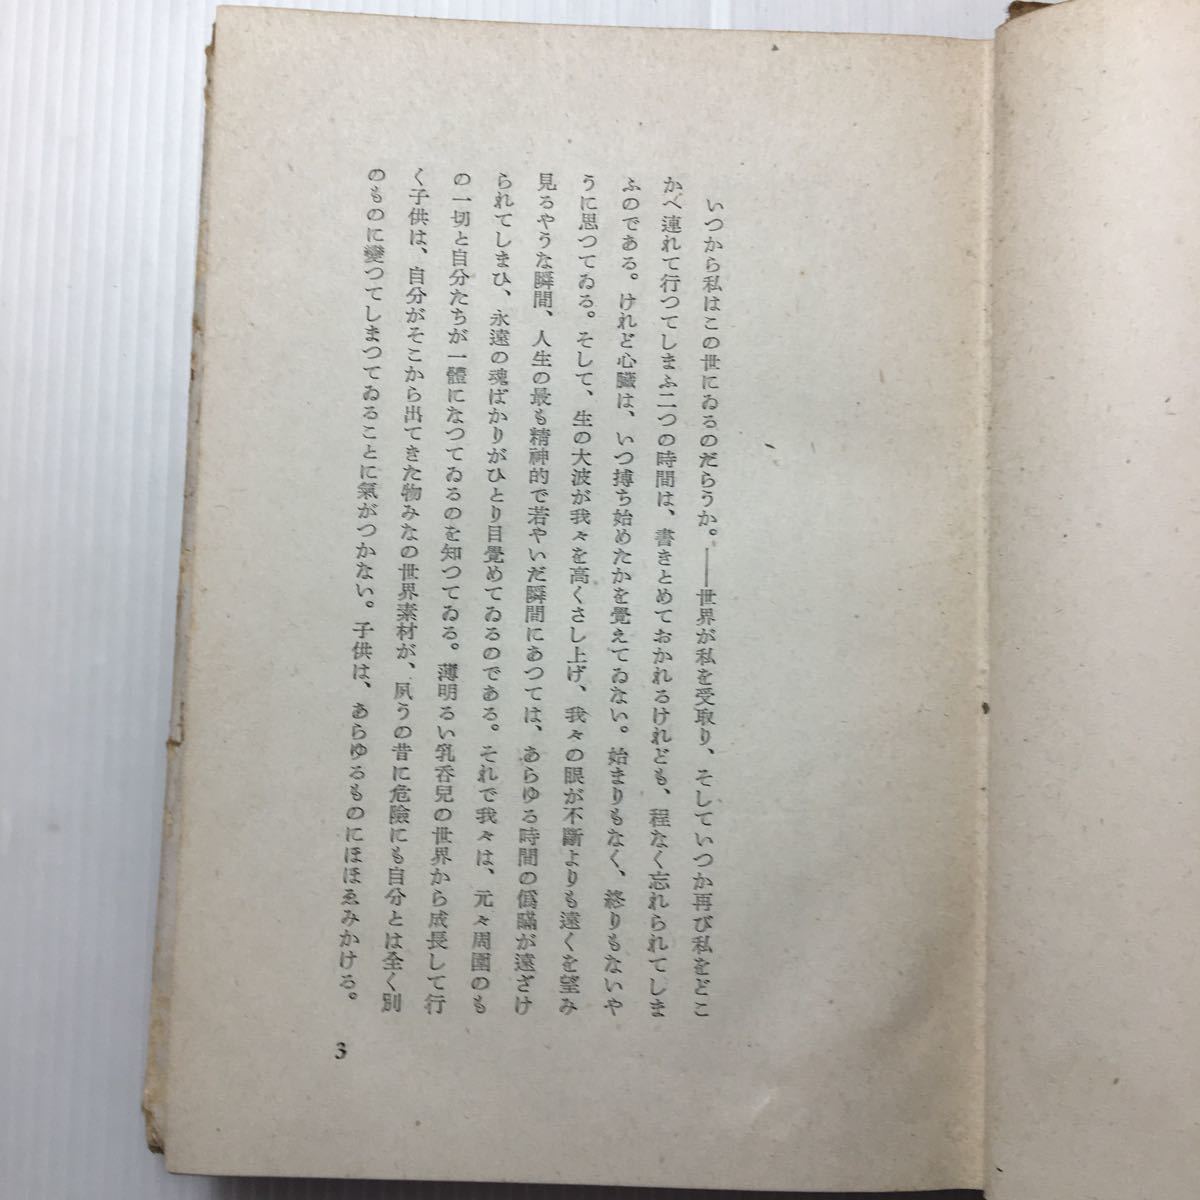 いつから私はこの世にゐるのだらうか。――世界が私を受取り、そしていつか再び私をどこ
かべ連れて行つてしまふ二つの時間は、書きとめておかれるけれども、程なく忘れられてしま
ふのである。けれど心臓は、いつ搏ち始めたかを覺えてゐない。始まりもなく、終りもないや
うに思つてゐる。そして、生の大波が我々を高くさし上げ、我々の眼が不斷よりも遠くを望み
見るやうな瞬間、人生の最も精神的で若やいだ瞬間にあつては、あらゆる時間の僞瞞が遠ざけ
られてしまひ、永遠の魂ばかりがひとり目覺めてゐるのである。それで我々は、元々周圍のも
の一切と自分たちが一體になつてゐるのを知つてゐる。薄明るい乳呑兒の世界から成長して行
く子供は、自分がそこから出てきた物みなの世界素材が、夙うの昔に危險にも自分とは全く別
のものに變つてしまつてゐることに氣がつかない。子供は、あらゆるものにほほゑみかける。
3